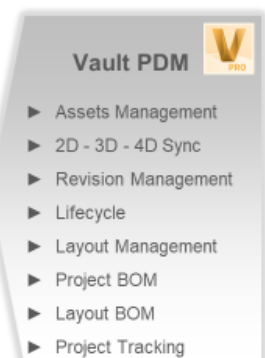 Vault PDM
V
PRO
► Assets Management
► 2D - 3D - 4D Sync
► Revision Management
► Lifecycle
► Layout Management
► Project BOM
► Layout BOM
► Project Tracking